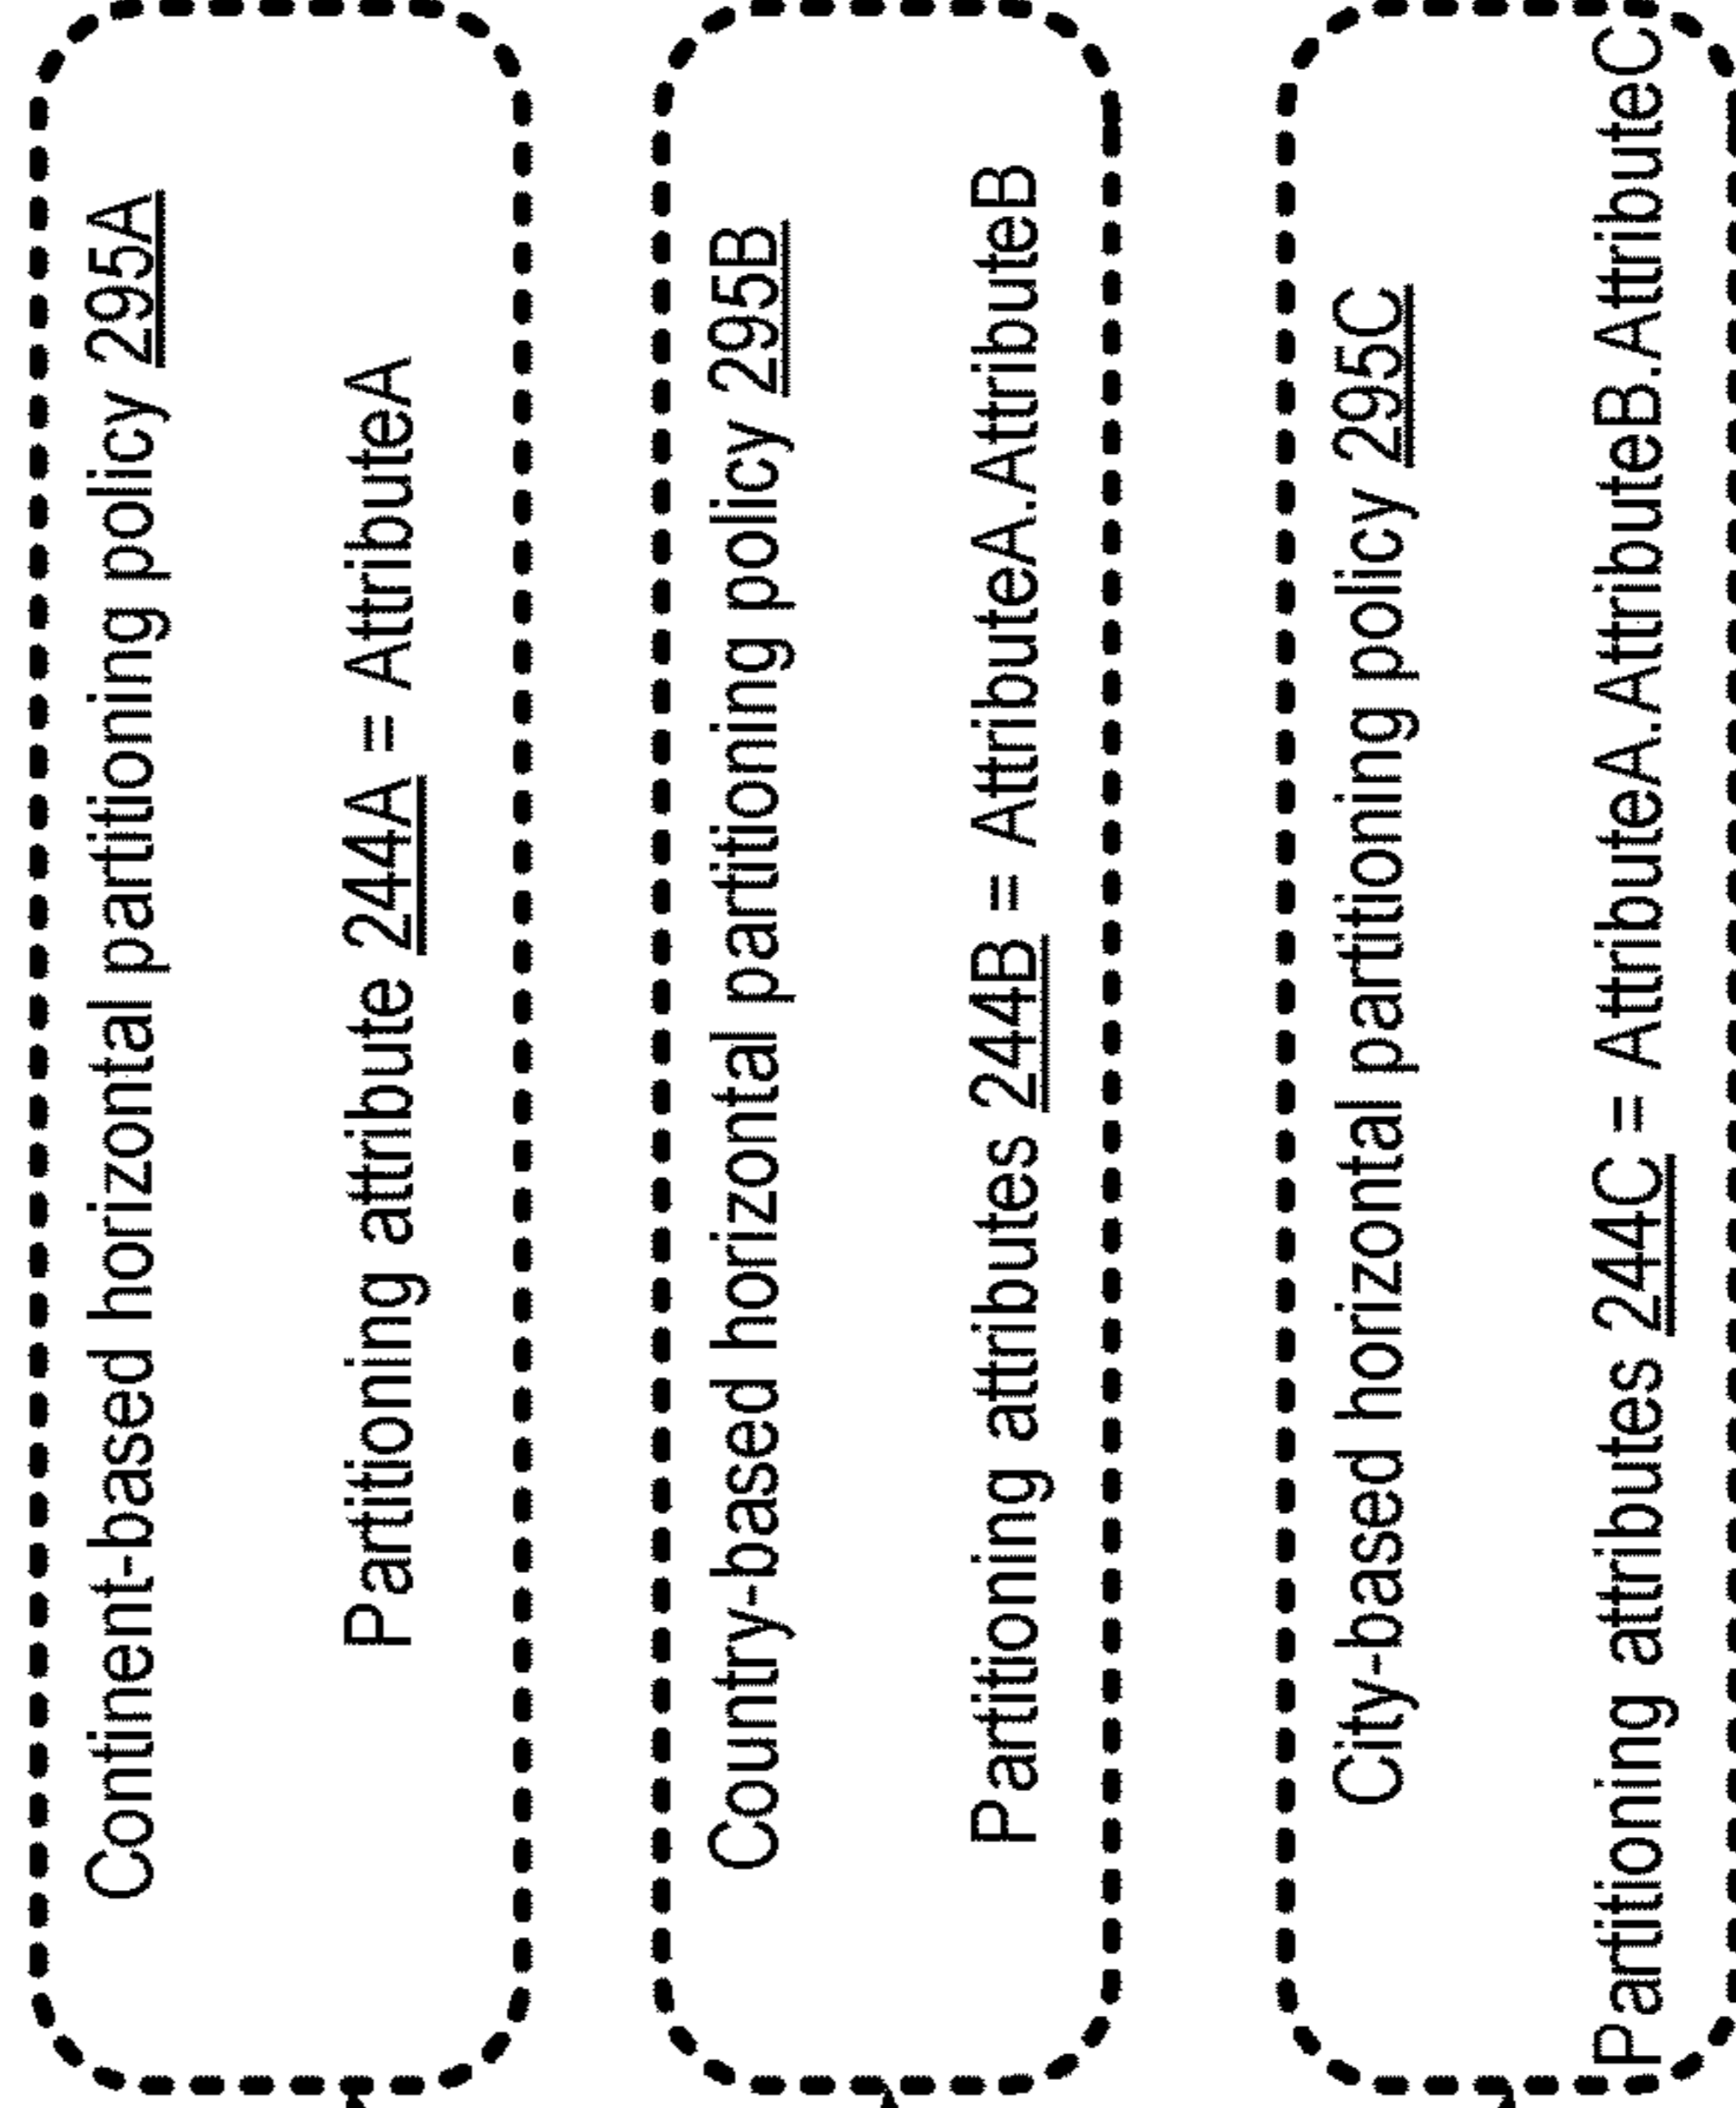 Continent-based horizontal partitioning policy 295A
Partitioning attribute 244A = AttributeA
Country-based horizontal partitioning policy 295B
Partitioning attributes 244B = AttributeA.AttributeB
City-based horizontal partitioning policy 295C
Partitioning attributes 244C = AttributeA.AttributeB.AttributeC